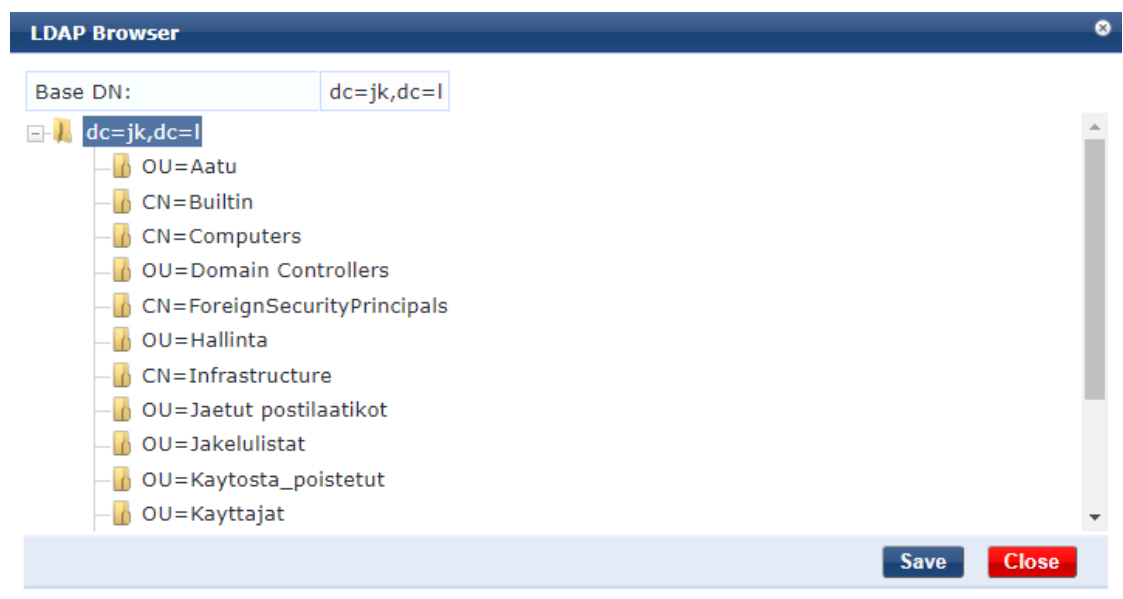 LDAP Browser
Base DN: dc=jk,dc=l
dc=jk,dc=l
OU=Aatu
CN=Builtin
CN=Computers
OU=Domain Controllers
CN=ForeignSecurityPrincipals
OU=Hallinta
CN=Infrastructure
OU=Jaetut postilaatikot
OU=Jakelulistat
OU=Kaytosta_poistetut
OU=Kayttajat
Save Close